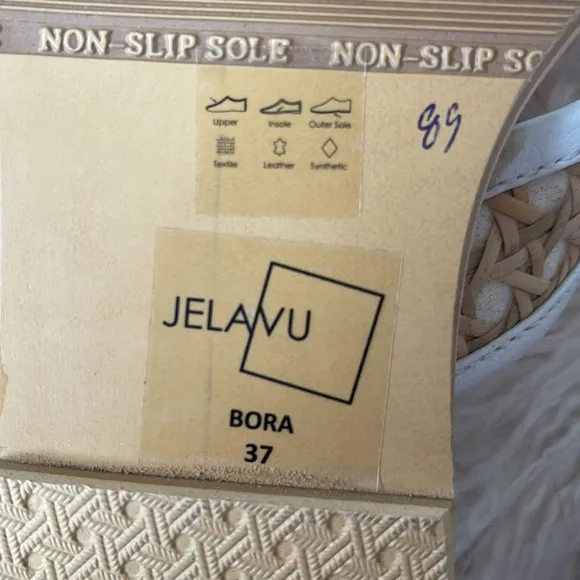 NON-SLIP SOLE NON-SLIP SO
Upper Insole Outer Sole
Textile Leather Synthetic
89
JELAVU
BORA
37